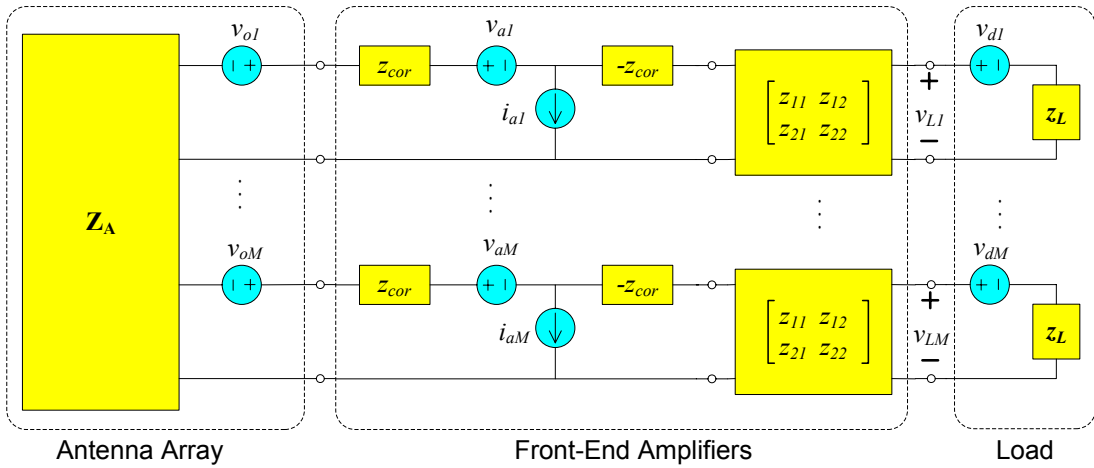 v_{o1}
z_{cor}
v_{a1}
-z_{cor}
i_{a1}
z_{11} z_{12}
z_{21} z_{22}
+
v_{L1}
−
v_{d1}
z_L
Z_A
v_{oM}
z_{cor}
v_{aM}
-z_{cor}
i_{aM}
z_{11} z_{12}
z_{21} z_{22}
+
v_{LM}
−
v_{dM}
z_L
Antenna Array
Front-End Amplifiers
Load